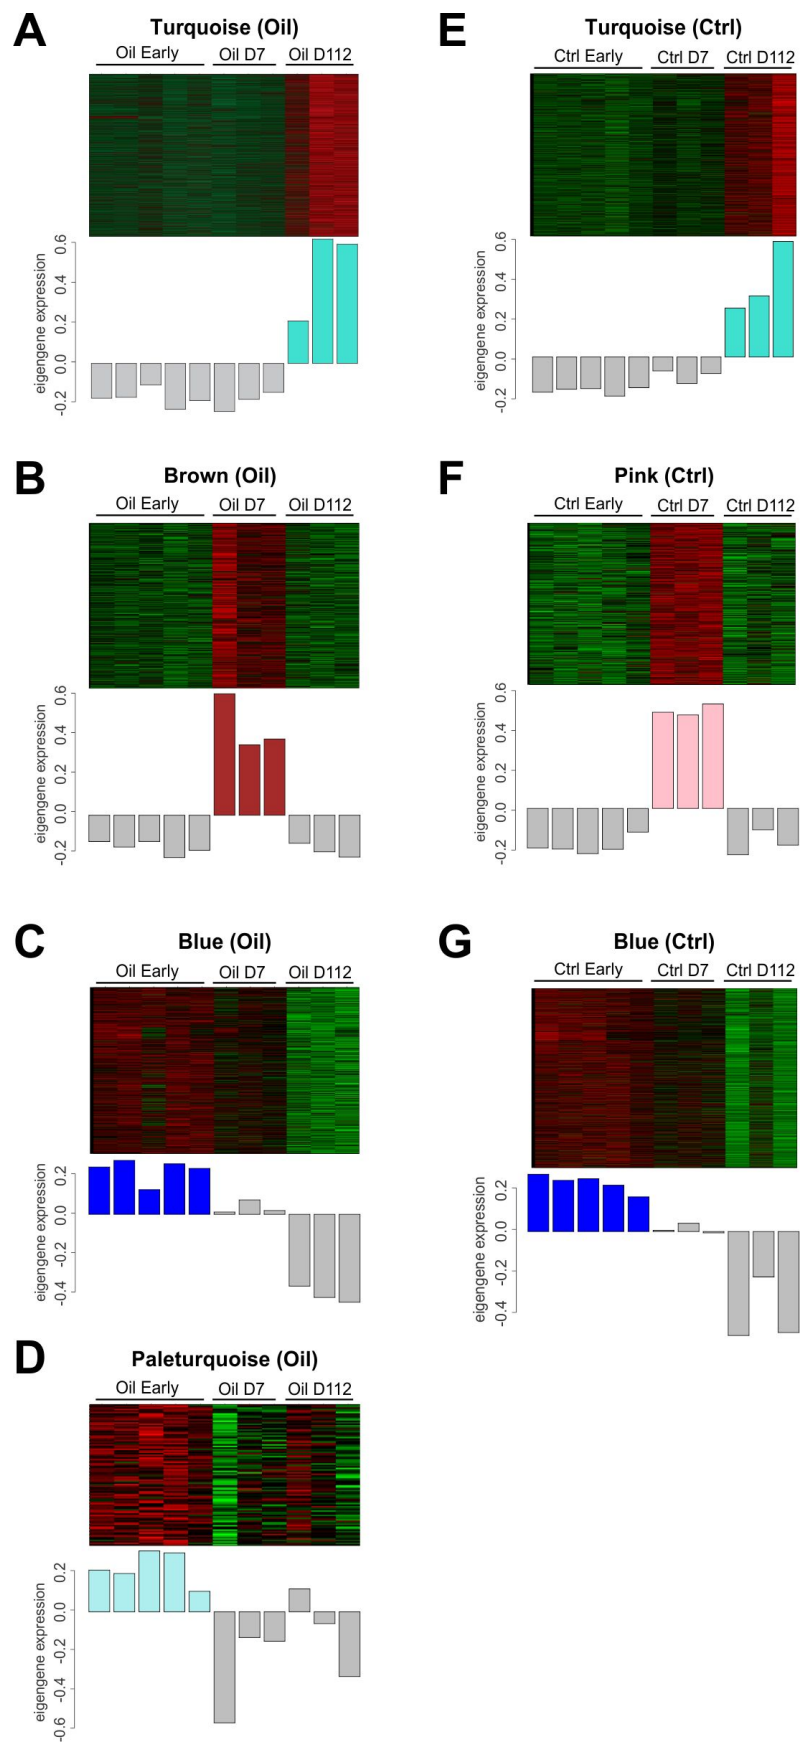 A
Turquoise (Oil)
Oil Early Oil D7 Oil D112
eigengene expression
0.6
0.4
0.2
0.0
-0.2
B
Brown (Oil)
Oil Early Oil D7 Oil D112
eigengene expression
0.6
0.4
0.2
0.0
-0.2
C
Blue (Oil)
Oil Early Oil D7 Oil D112
eigengene expression
0.2
0.0
-0.2
-0.4
D
Paleturquoise (Oil)
Oil Early Oil D7 Oil D112
eigengene expression
0.2
0.0
-0.2
-0.4
-0.6
E
Turquoise (Ctrl)
Ctrl Early Ctrl D7 Ctrl D112
eigengene expression
0.6
0.4
0.2
0.0
-0.2
F
Pink (Ctrl)
Ctrl Early Ctrl D7 Ctrl D112
eigengene expression
0.6
0.4
0.2
0.0
-0.2
G
Blue (Ctrl)
Ctrl Early Ctrl D7 Ctrl D112
eigengene expression
0.2
0.0
-0.2
-0.4